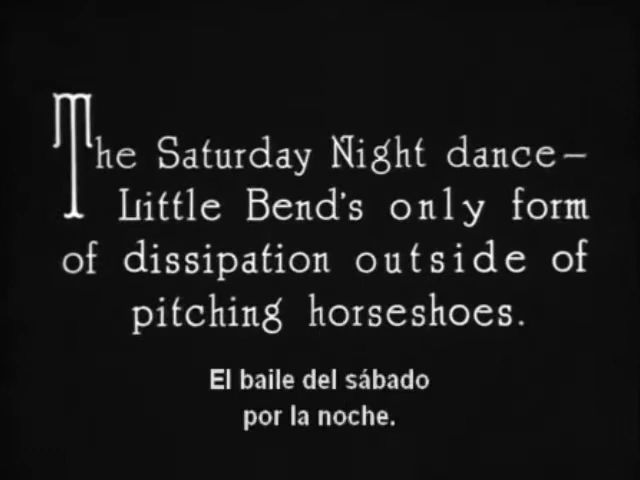 The Saturday Night dance—
Little Bend's only form
of dissipation outside of
pitching horseshoes.
El baile del sábado
por la noche.